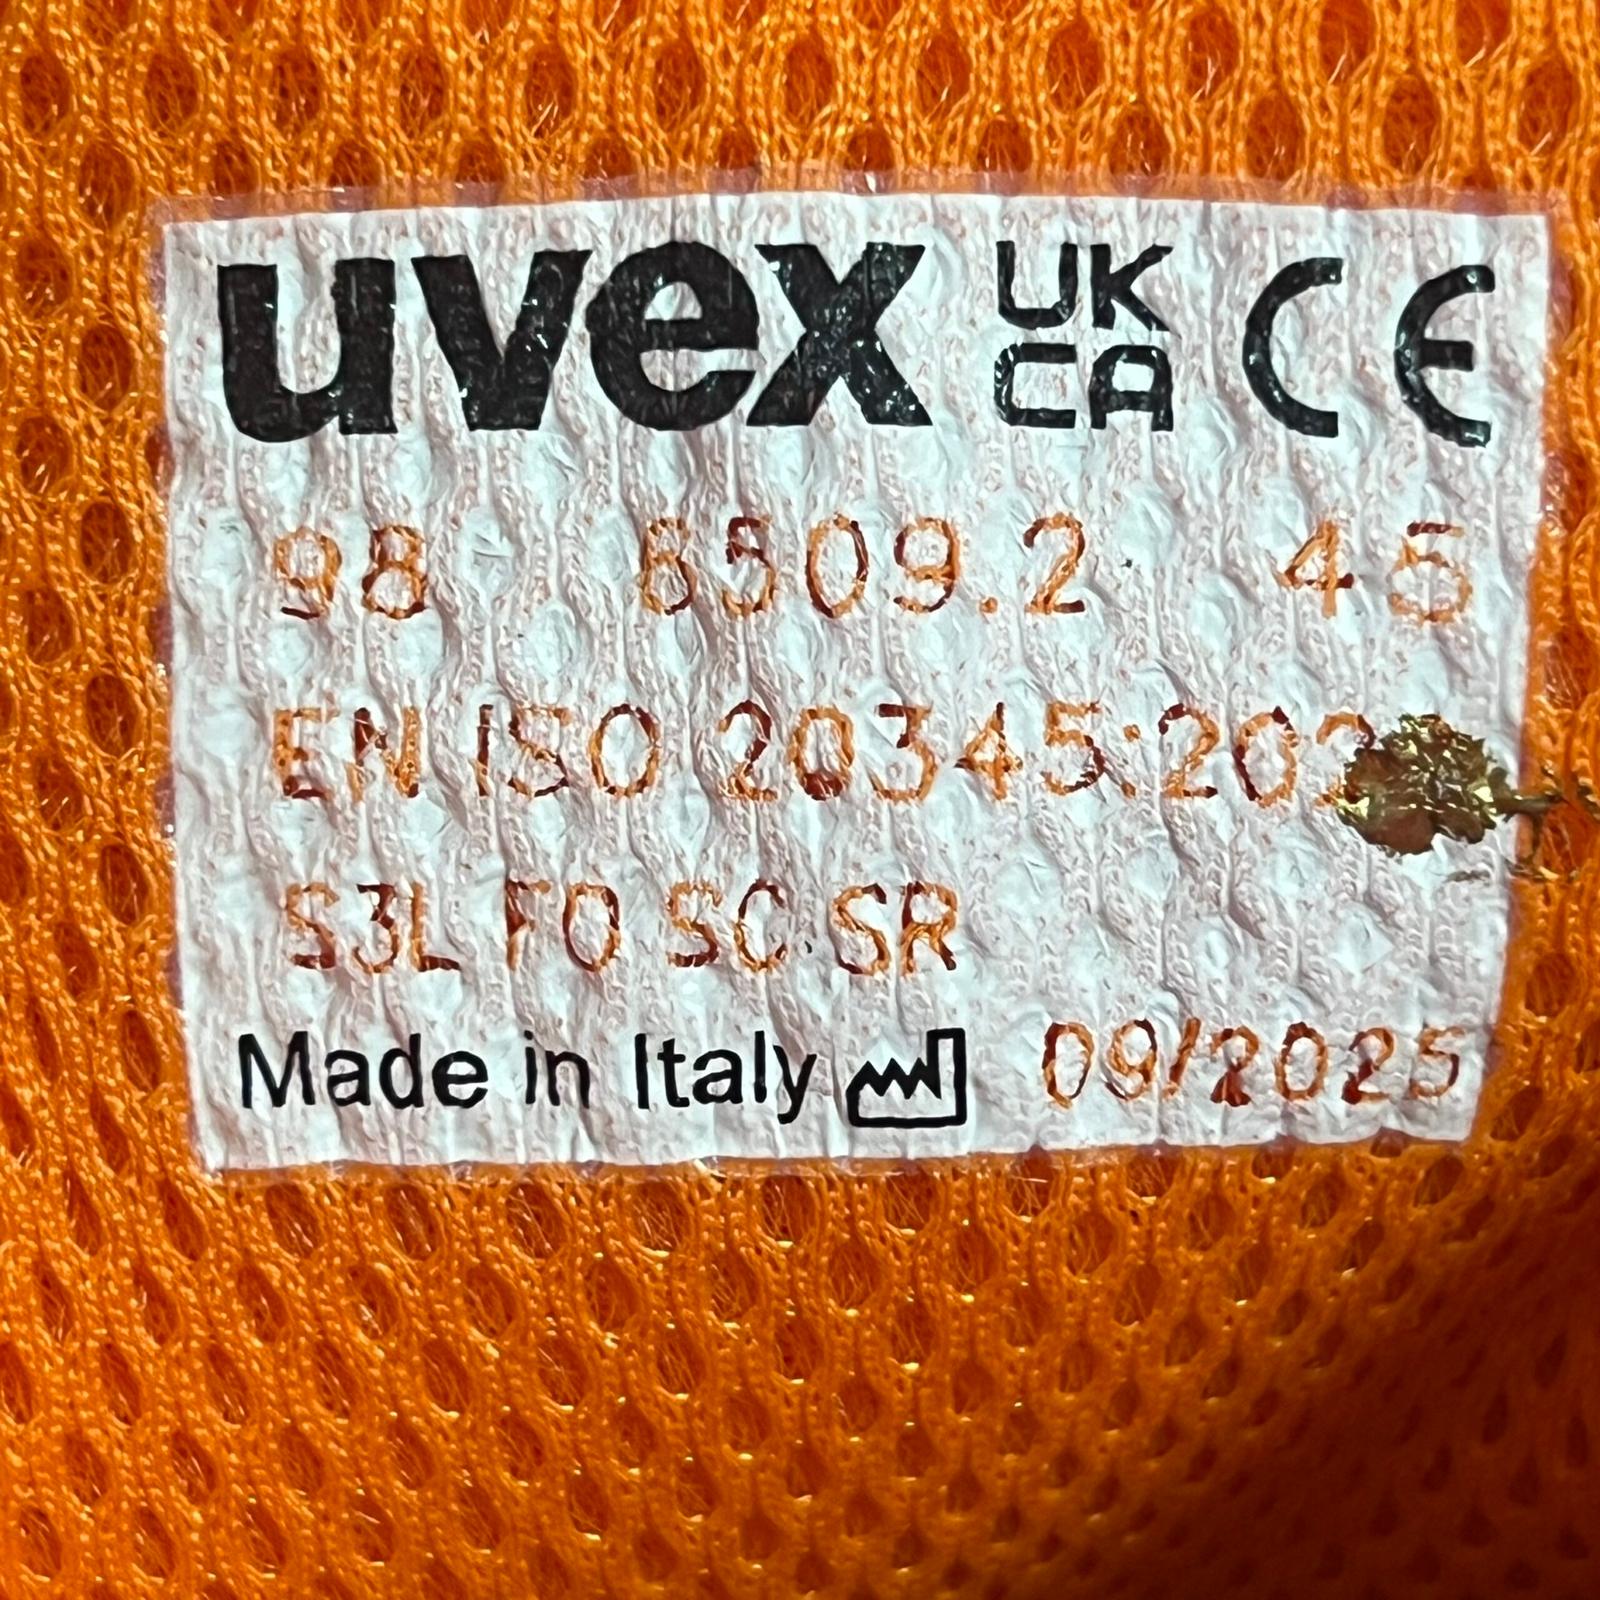 uvex UK CA CE
98 6509.2 45
EN ISO 20345:202
S3L FO SC SR
Made in Italy 09/2025